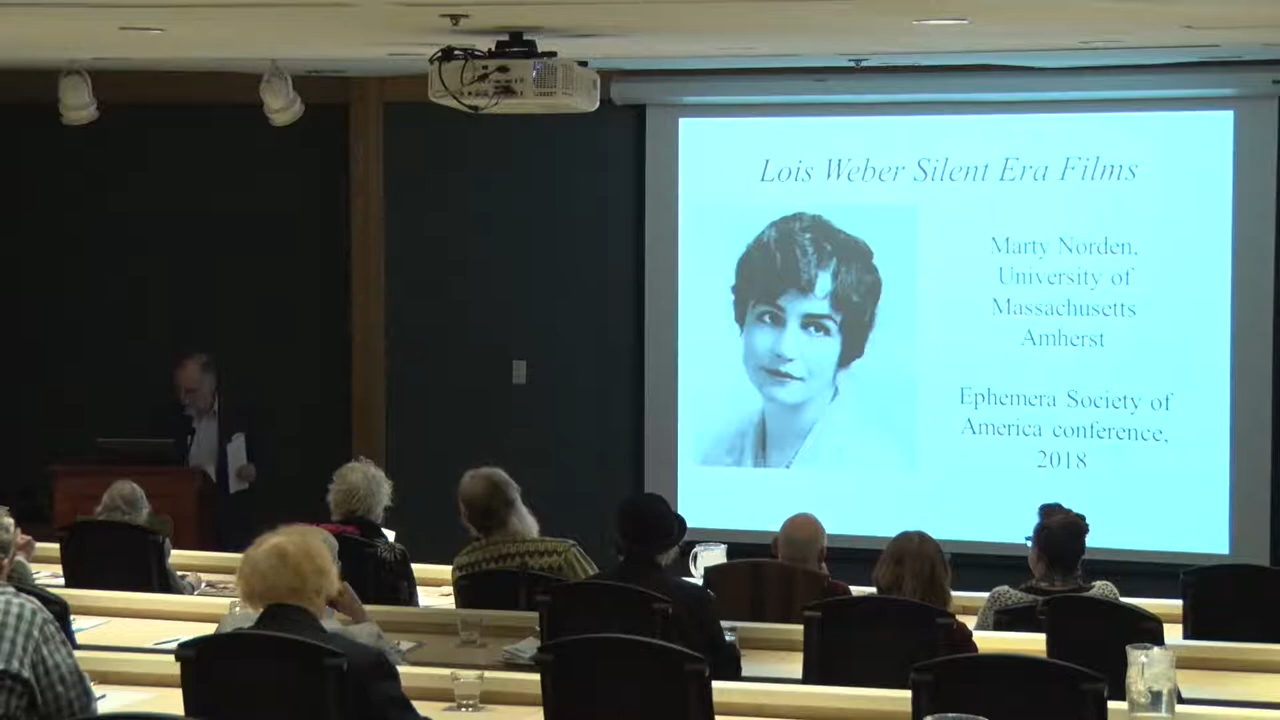 Lois Weber Silent Era Films
Marty Norden,
University of
Massachusetts
Amherst
Ephemera Society of
America conference,
2018